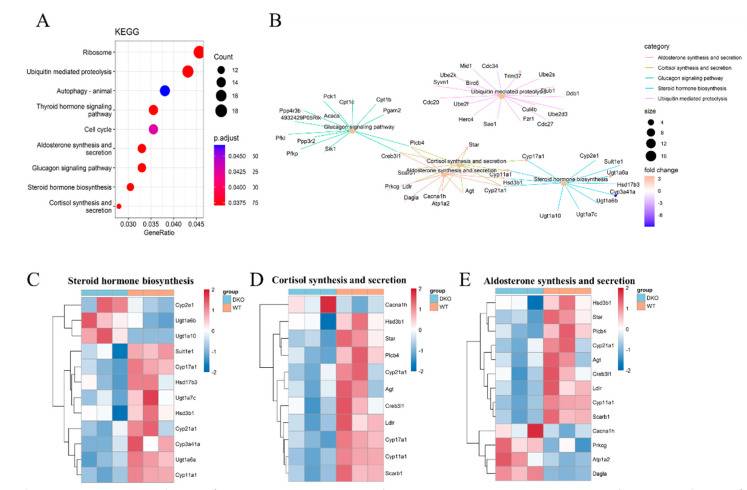 A
KEGG
Ribosome
Ubiquitin mediated proteolysis
Autophagy - animal
Thyroid hormone signaling
pathway
Cell cycle
Aldosterone synthesis and
secretion
Glucagon signaling pathway
Steroid hormone biosynthesis
Cortisol synthesis and
secretion
0.030 0.035 0.040 0.045
GeneRatio
Count
12
14
16
18
p.adjust
0.0450
0.0425
0.0400
0.0375
B
Mid1 Cdc34
Ube2k Trim37 Ube2s
Syvn1 Birc6
Ubiquitin mediated proteolysis
Ddb1
Cdc20 Ube2f Cul4b Ube2d3
Herc4 Fzr1
Sae1 Cdc27
Pck1
Cpt1c Cpt1b
Ppp4r3b Acaca Pgam2
4932429P05Rik
Glucagon signaling pathway
Pfkl
Ppp3r2
Pfkp Sik1
Plcb4 Star
Creb3l1 Cyp17a1 Cyp2e1
Cortisol synthesis and secretion Sult1e1
Scarb1 Aldosterone synthesis and secretion Cyp11a1 Ugt1a6a
Steroid hormone biosynthesis
Prkcg Ldlr Hsd3b1 Hsd17b3
Agt Cyp21a1 Cyp3a41a
Dagla Cacna1h Ugt1a6b
Atp1a2
Ugt1a10 Ugt1a7c
category
Aldosterone synthesis and secretion
Cortisol synthesis and secretion
Glucagon signaling pathway
Steroid hormone biosynthesis
Ubiquitin mediated proteolysis
size
4
8
12
16
fold change
3
0
-3
-6
C
Steroid hormone biosynthesis
group
DKO
WT
2
1
0
-1
-2
Cyp2e1
Ugt1a6b
Ugt1a10
Sult1e1
Cyp17a1
Hsd17b3
Ugt1a7c
Hsd3b1
Cyp21a1
Cyp3a41a
Ugt1a6a
Cyp11a1
D
Cortisol synthesis and secretion
group
DKO
WT
2
1
0
-1
-2
Cacna1h
Hsd3b1
Star
Plcb4
Cyp21a1
Agt
Creb3l1
Ldlr
Cyp17a1
Cyp11a1
Scarb1
E
Aldosterone synthesis and secretion
group
DKO
WT
2
1
0
-1
-2
Hsd3b1
Star
Plcb4
Cyp21a1
Agt
Creb3l1
Ldlr
Cyp11a1
Scarb1
Cacna1h
Prkcg
Atp1a2
Dagla